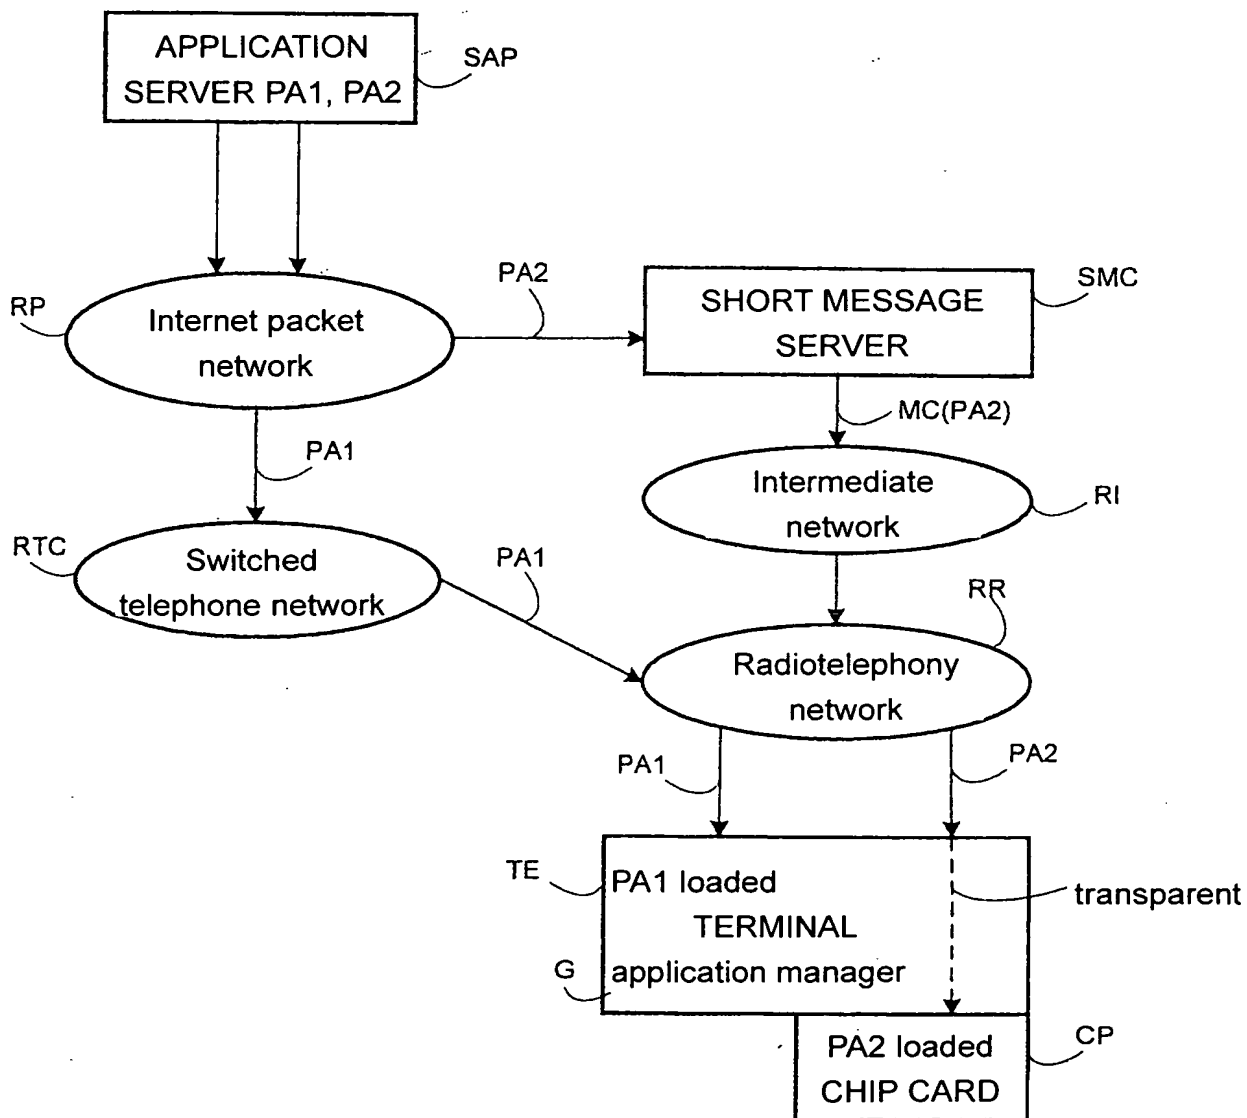 APPLICATION
SERVER PA1, PA2
SAP
RP
Internet packet
network
PA2
SHORT MESSAGE
SERVER
SMC
MC(PA2)
PA1
Intermediate
network
RI
RTC
Switched
telephone network
PA1
RR
Radiotelephony
network
PA1
PA2
TE
PA1 loaded
transparent
TERMINAL
G
application manager
CP
PA2 loaded
CHIP CARD